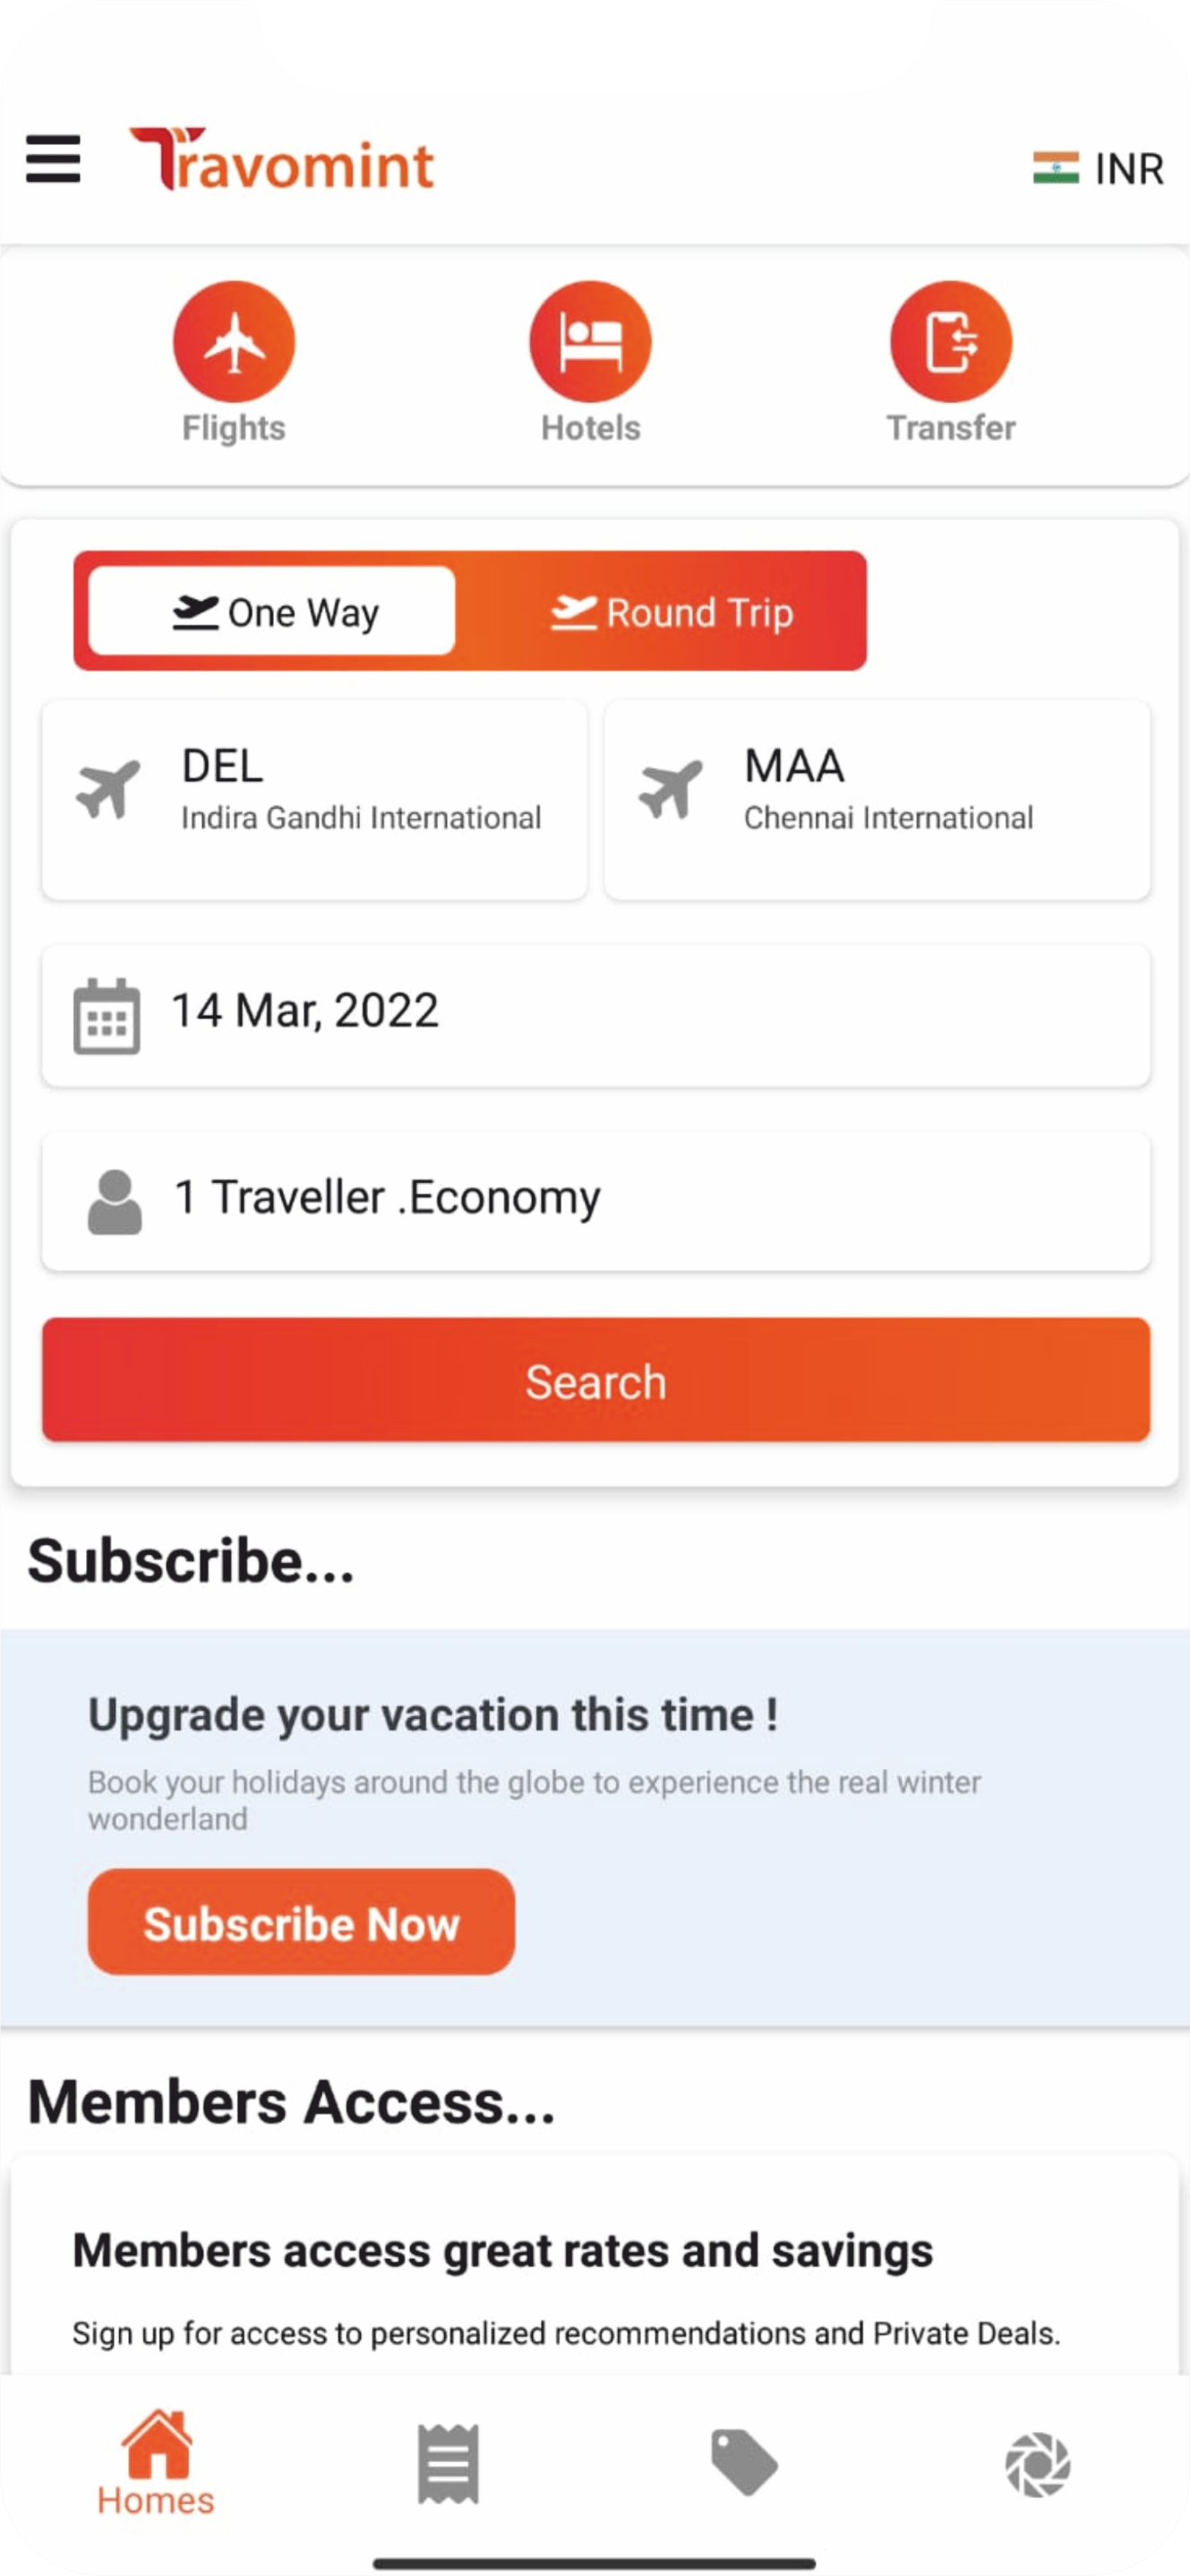 Travomint
INR
Flights
Hotels
Transfer
One Way
Round Trip
DEL
Indira Gandhi International
MAA
Chennai International
14 Mar, 2022
1 Traveller .Economy
Search
Subscribe...
Upgrade your vacation this time !
Book your holidays around the globe to experience the real winter
wonderland
Subscribe Now
Members Access...
Members access great rates and savings
Sign up for access to personalized recommendations and Private Deals.
Homes